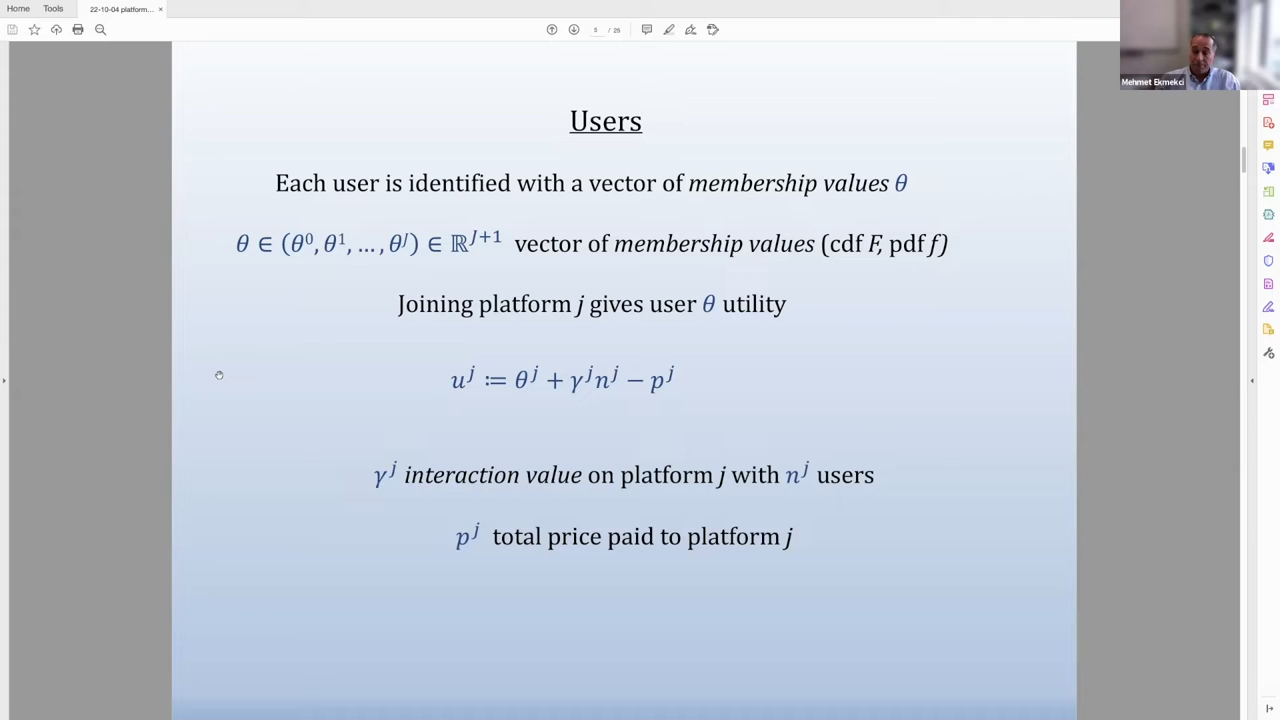 Home Tools 22-10-04 platform... ×
5 / 25
Mehmet Ekmekci
Users
Each user is identified with a vector of membership values θ
θ ∈ (θ⁰, θ¹, … , θᴶ) ∈ ℝᴶ⁺¹ vector of membership values (cdf F, pdf f)
Joining platform j gives user θ utility
uʲ ≔ θʲ + γʲnʲ − pʲ
γʲ interaction value on platform j with nʲ users
pʲ total price paid to platform j